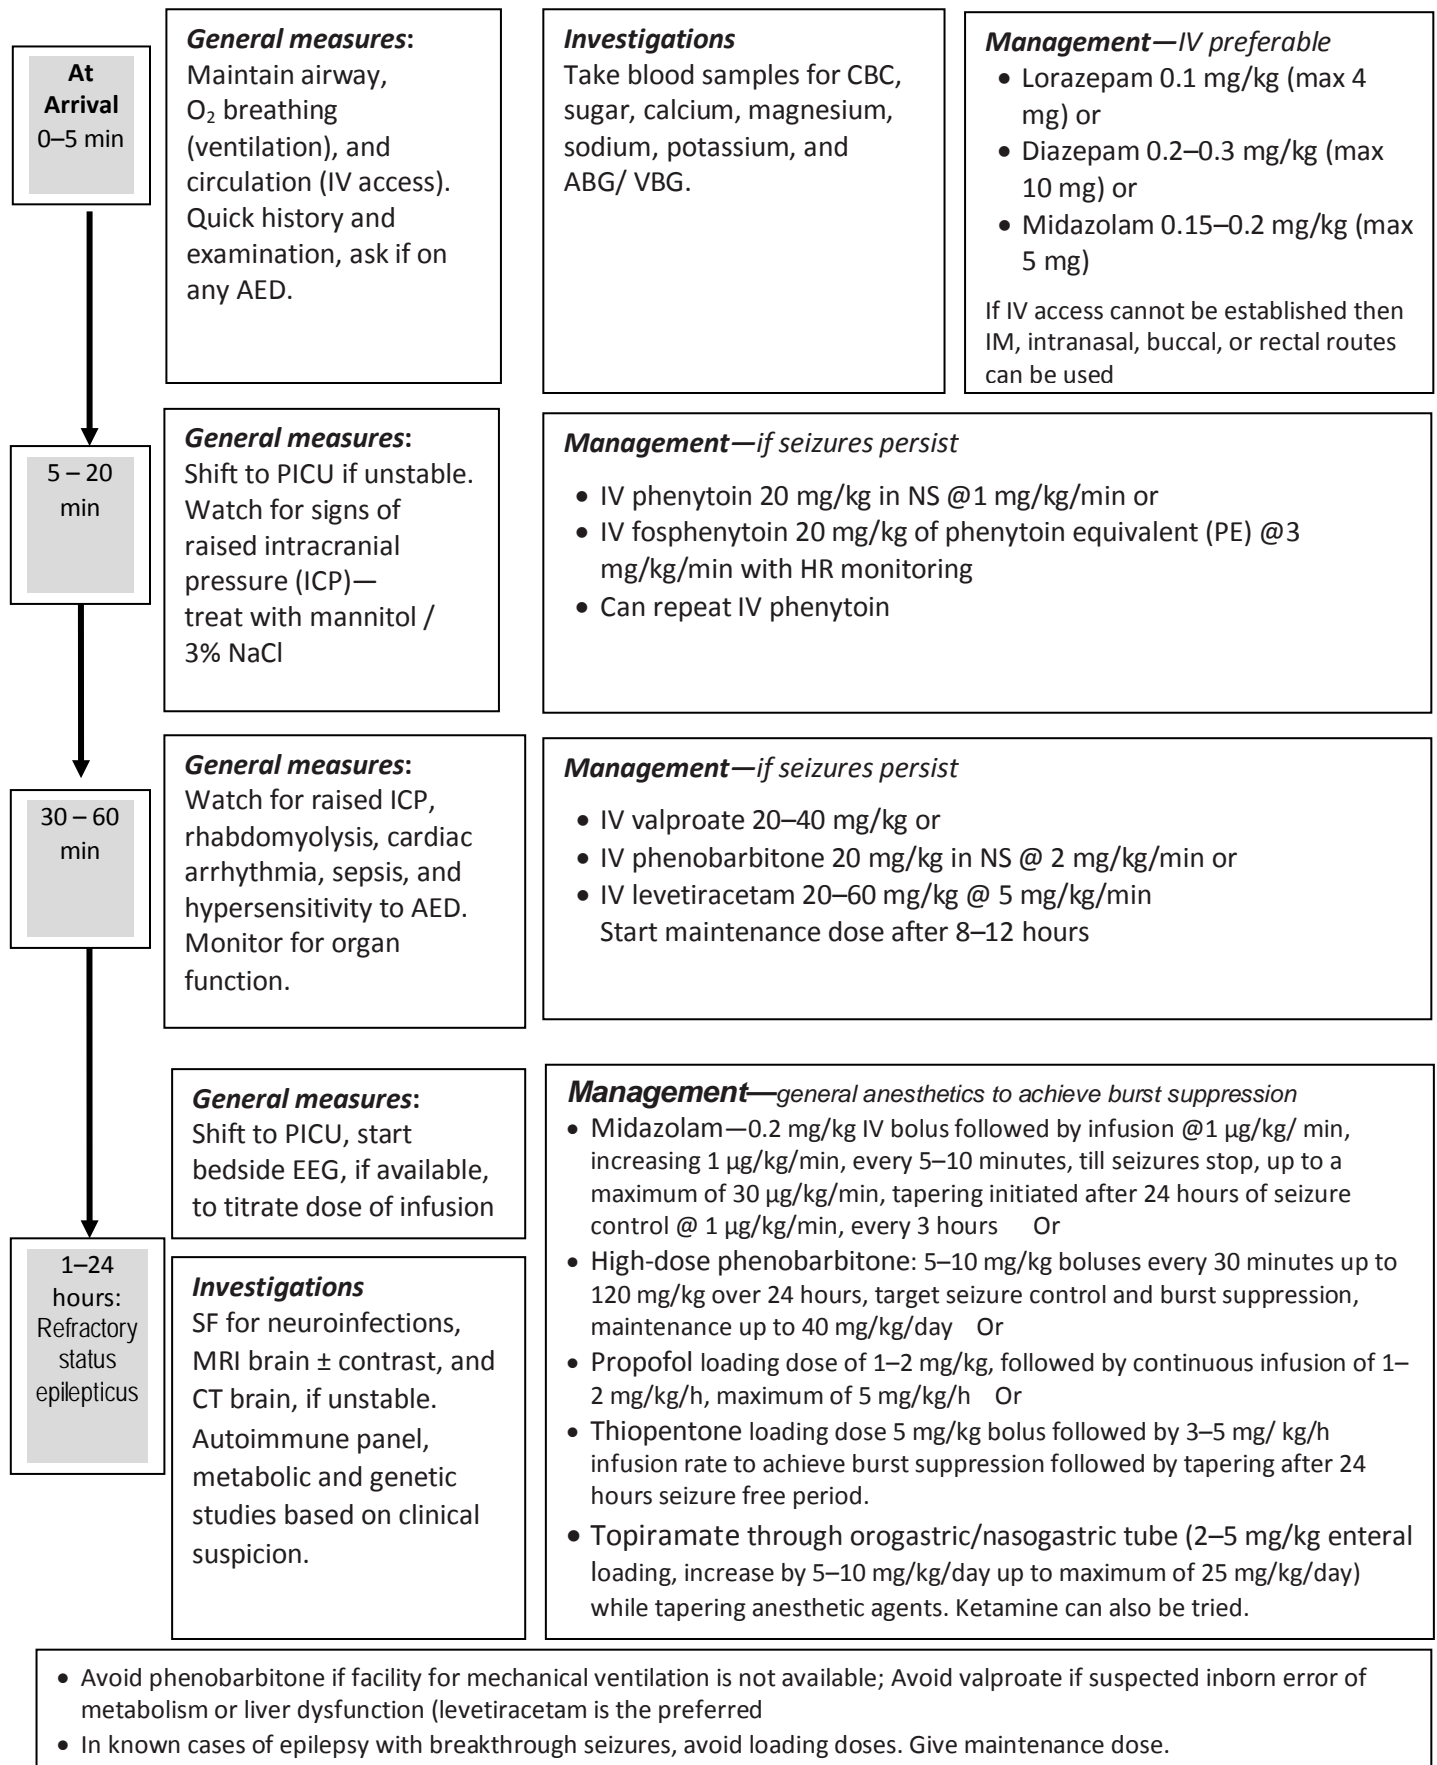 At
Arrival
0–5 min
General measures:
Maintain airway,
O₂ breathing
(ventilation), and
circulation (IV access).
Quick history and
examination, ask if on
any AED.
Investigations
Take blood samples for CBC,
sugar, calcium, magnesium,
sodium, potassium, and
ABG/ VBG.
Management—IV preferable
• Lorazepam 0.1 mg/kg (max 4
mg) or
• Diazepam 0.2–0.3 mg/kg (max
10 mg) or
• Midazolam 0.15–0.2 mg/kg (max
5 mg)
If IV access cannot be established then
IM, intranasal, buccal, or rectal routes
can be used
5 – 20
min
General measures:
Shift to PICU if unstable.
Watch for signs of
raised intracranial
pressure (ICP)—
treat with mannitol /
3% NaCl
Management—if seizures persist
• IV phenytoin 20 mg/kg in NS @1 mg/kg/min or
• IV fosphenytoin 20 mg/kg of phenytoin equivalent (PE) @3
mg/kg/min with HR monitoring
• Can repeat IV phenytoin
30 – 60
min
General measures:
Watch for raised ICP,
rhabdomyolysis, cardiac
arrhythmia, sepsis, and
hypersensitivity to AED.
Monitor for organ
function.
Management—if seizures persist
• IV valproate 20–40 mg/kg or
• IV phenobarbitone 20 mg/kg in NS @ 2 mg/kg/min or
• IV levetiracetam 20–60 mg/kg @ 5 mg/kg/min
Start maintenance dose after 8–12 hours
1–24
hours:
Refractory
status
epilepticus
General measures:
Shift to PICU, start
bedside EEG, if available,
to titrate dose of infusion
Investigations
SF for neuroinfections,
MRI brain ± contrast, and
CT brain, if unstable.
Autoimmune panel,
metabolic and genetic
studies based on clinical
suspicion.
Management—general anesthetics to achieve burst suppression
• Midazolam—0.2 mg/kg IV bolus followed by infusion @1 µg/kg/ min,
increasing 1 µg/kg/min, every 5–10 minutes, till seizures stop, up to a
maximum of 30 µg/kg/min, tapering initiated after 24 hours of seizure
control @ 1 µg/kg/min, every 3 hours Or
• High-dose phenobarbitone: 5–10 mg/kg boluses every 30 minutes up to
120 mg/kg over 24 hours, target seizure control and burst suppression,
maintenance up to 40 mg/kg/day Or
• Propofol loading dose of 1–2 mg/kg, followed by continuous infusion of 1–
2 mg/kg/h, maximum of 5 mg/kg/h Or
• Thiopentone loading dose 5 mg/kg bolus followed by 3–5 mg/ kg/h
infusion rate to achieve burst suppression followed by tapering after 24
hours seizure free period.
• Topiramate through orogastric/nasogastric tube (2–5 mg/kg enteral
loading, increase by 5–10 mg/kg/day up to maximum of 25 mg/kg/day)
while tapering anesthetic agents. Ketamine can also be tried.
• Avoid phenobarbitone if facility for mechanical ventilation is not available; Avoid valproate if suspected inborn error of
metabolism or liver dysfunction (levetiracetam is the preferred
• In known cases of epilepsy with breakthrough seizures, avoid loading doses. Give maintenance dose.